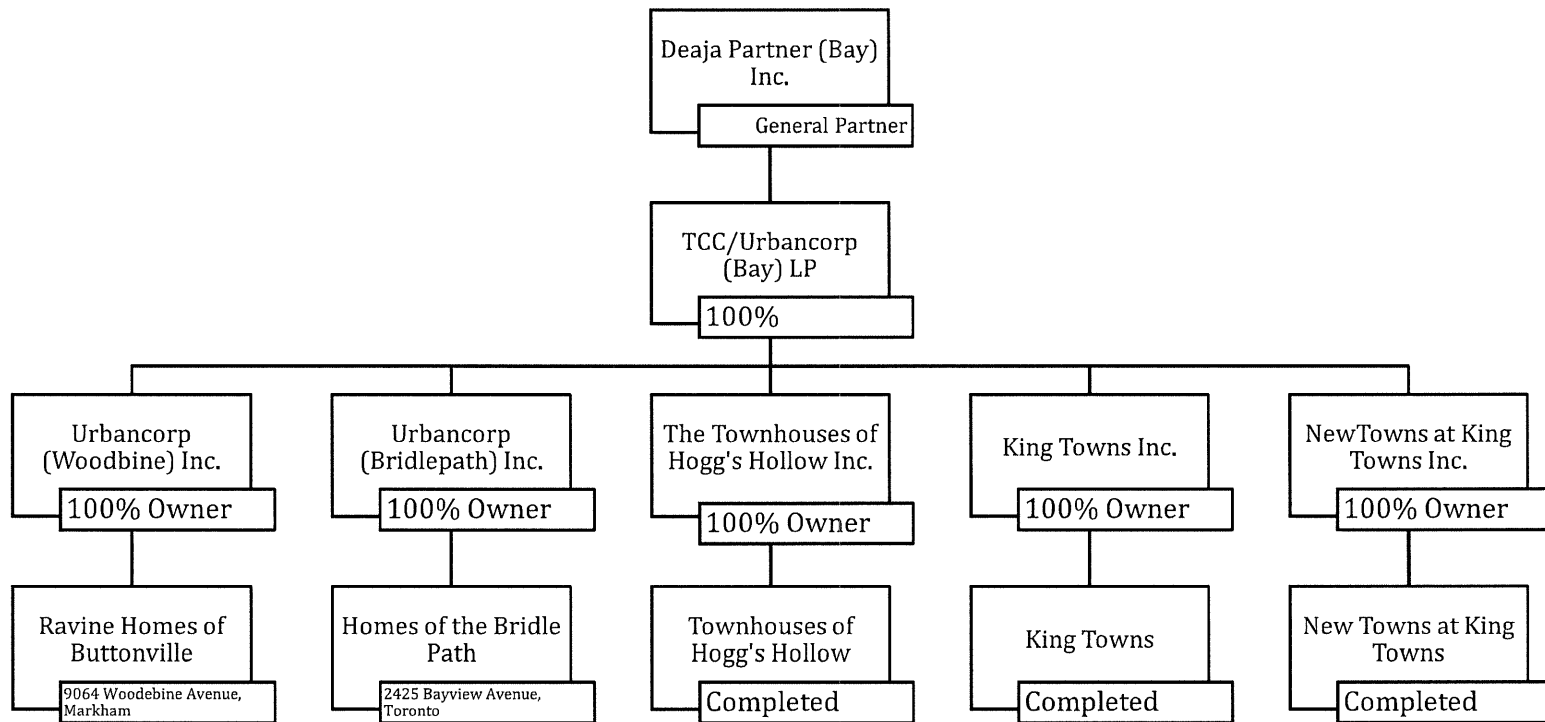 Deaja Partner (Bay)
Inc.
General Partner
TCC/Urbancorp
(Bay) LP
100%
Urbancorp
(Woodbine) Inc.
100% Owner
Urbancorp
(Bridlepath) Inc.
100% Owner
The Townhouses of
Hogg's Hollow Inc.
100% Owner
King Towns Inc.
100% Owner
NewTowns at King
Towns Inc.
100% Owner
Ravine Homes of
Buttonville
9064 Woodebine Avenue,
Markham
Homes of the Bridle
Path
2425 Bayview Avenue,
Toronto
Townhouses of
Hogg's Hollow
Completed
King Towns
Completed
New Towns at King
Towns
Completed